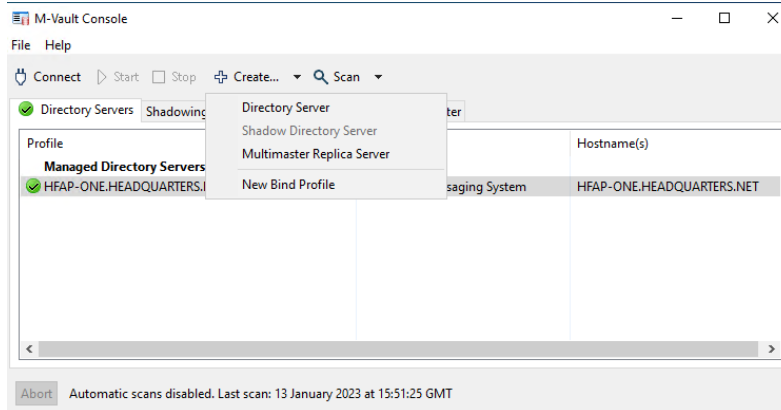 M-Vault Console
File Help
Connect Start Stop Create... Scan
Directory Servers Shadowing ter
Directory Server
Shadow Directory Server
Multimaster Replica Server
New Bind Profile
Profile Hostname(s)
Managed Directory Servers
HFAP-ONE.HEADQUARTERS. saging System HFAP-ONE.HEADQUARTERS.NET
Abort Automatic scans disabled. Last scan: 13 January 2023 at 15:51:25 GMT